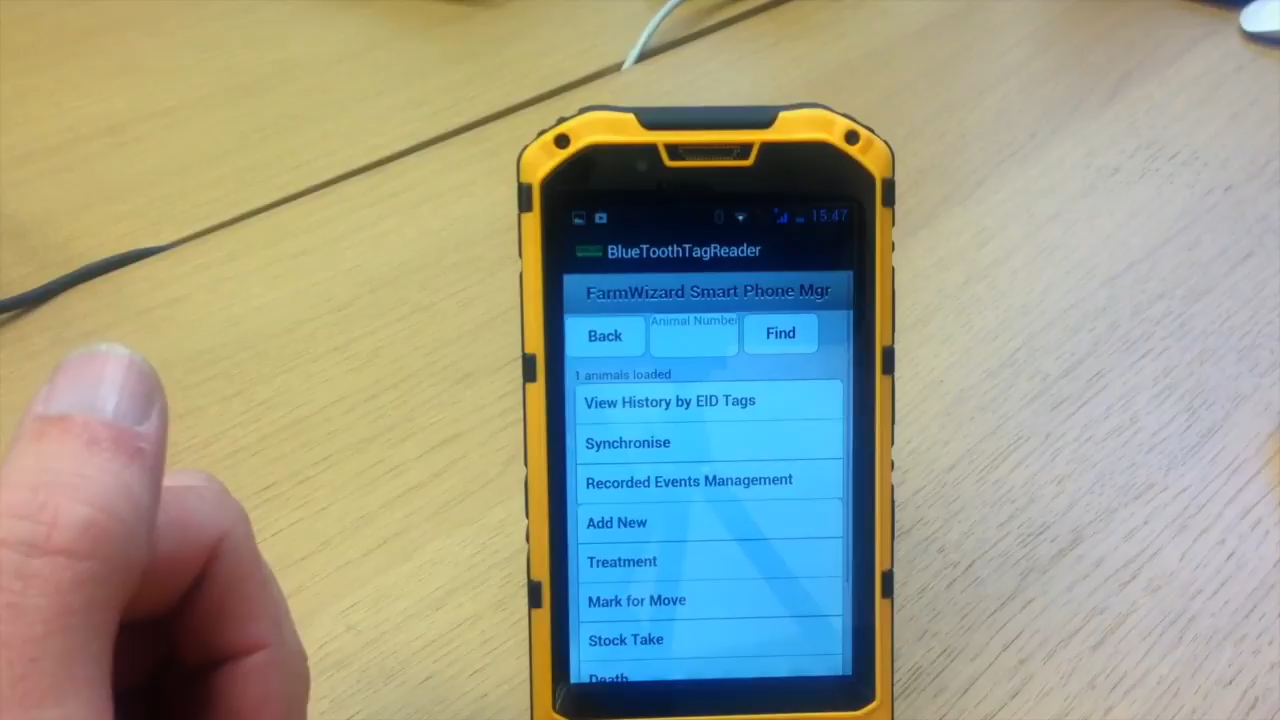 15:47
BlueToothTagReader
FarmWizard Smart Phone Mgr
Back
Animal Number
Find
1 animals loaded
View History by EID Tags
Synchronise
Recorded Events Management
Add New
Treatment
Mark for Move
Stock Take
Death